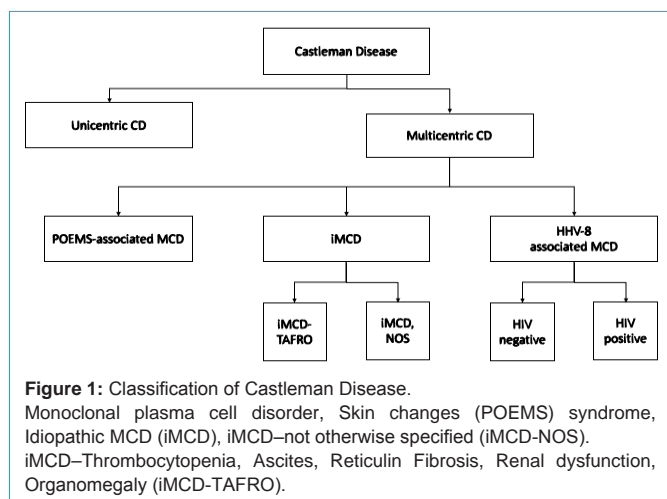 Castleman Disease
Unicentric CD
Multicentric CD
POEMS-associated MCD
iMCD
HHV-8
associated MCD
iMCD-
TAFRO
iMCD,
NOS
HIV
negative
HIV
positive
Figure 1: Classification of Castleman Disease.
Monoclonal plasma cell disorder, Skin changes (POEMS) syndrome,
Idiopathic MCD (iMCD), iMCD–not otherwise specified (iMCD-NOS).
iMCD–Thrombocytopenia, Ascites, Reticulin Fibrosis, Renal dysfunction,
Organomegaly (iMCD-TAFRO).